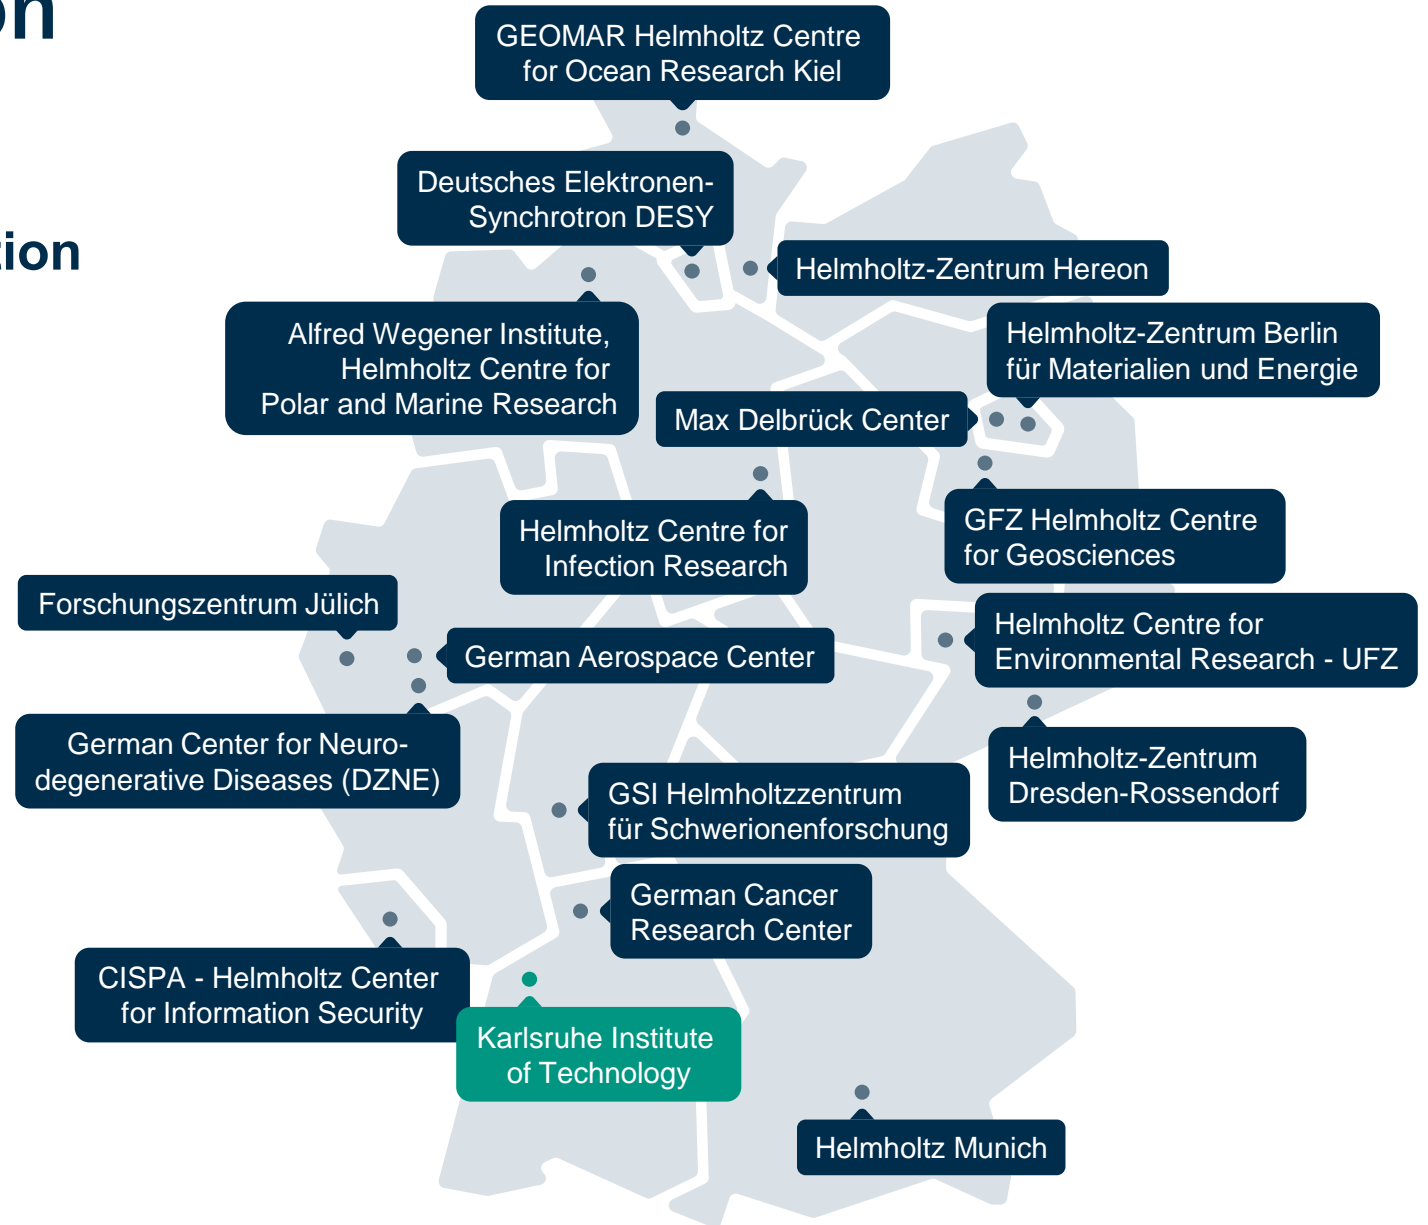 on
tion
GEOMAR Helmholtz Centre
for Ocean Research Kiel
Deutsches Elektronen-
Synchrotron DESY
Helmholtz-Zentrum Hereon
Alfred Wegener Institute,
Helmholtz Centre for
Polar and Marine Research
Helmholtz-Zentrum Berlin
für Materialien und Energie
Max Delbrück Center
Helmholtz Centre for
Infection Research
GFZ Helmholtz Centre
for Geosciences
Forschungszentrum Jülich
German Aerospace Center
Helmholtz Centre for
Environmental Research - UFZ
German Center for Neuro-
degenerative Diseases (DZNE)
Helmholtz-Zentrum
Dresden-Rossendorf
GSI Helmholtzzentrum
für Schwerionenforschung
German Cancer
Research Center
CISPA - Helmholtz Center
for Information Security
Karlsruhe Institute
of Technology
Helmholtz Munich